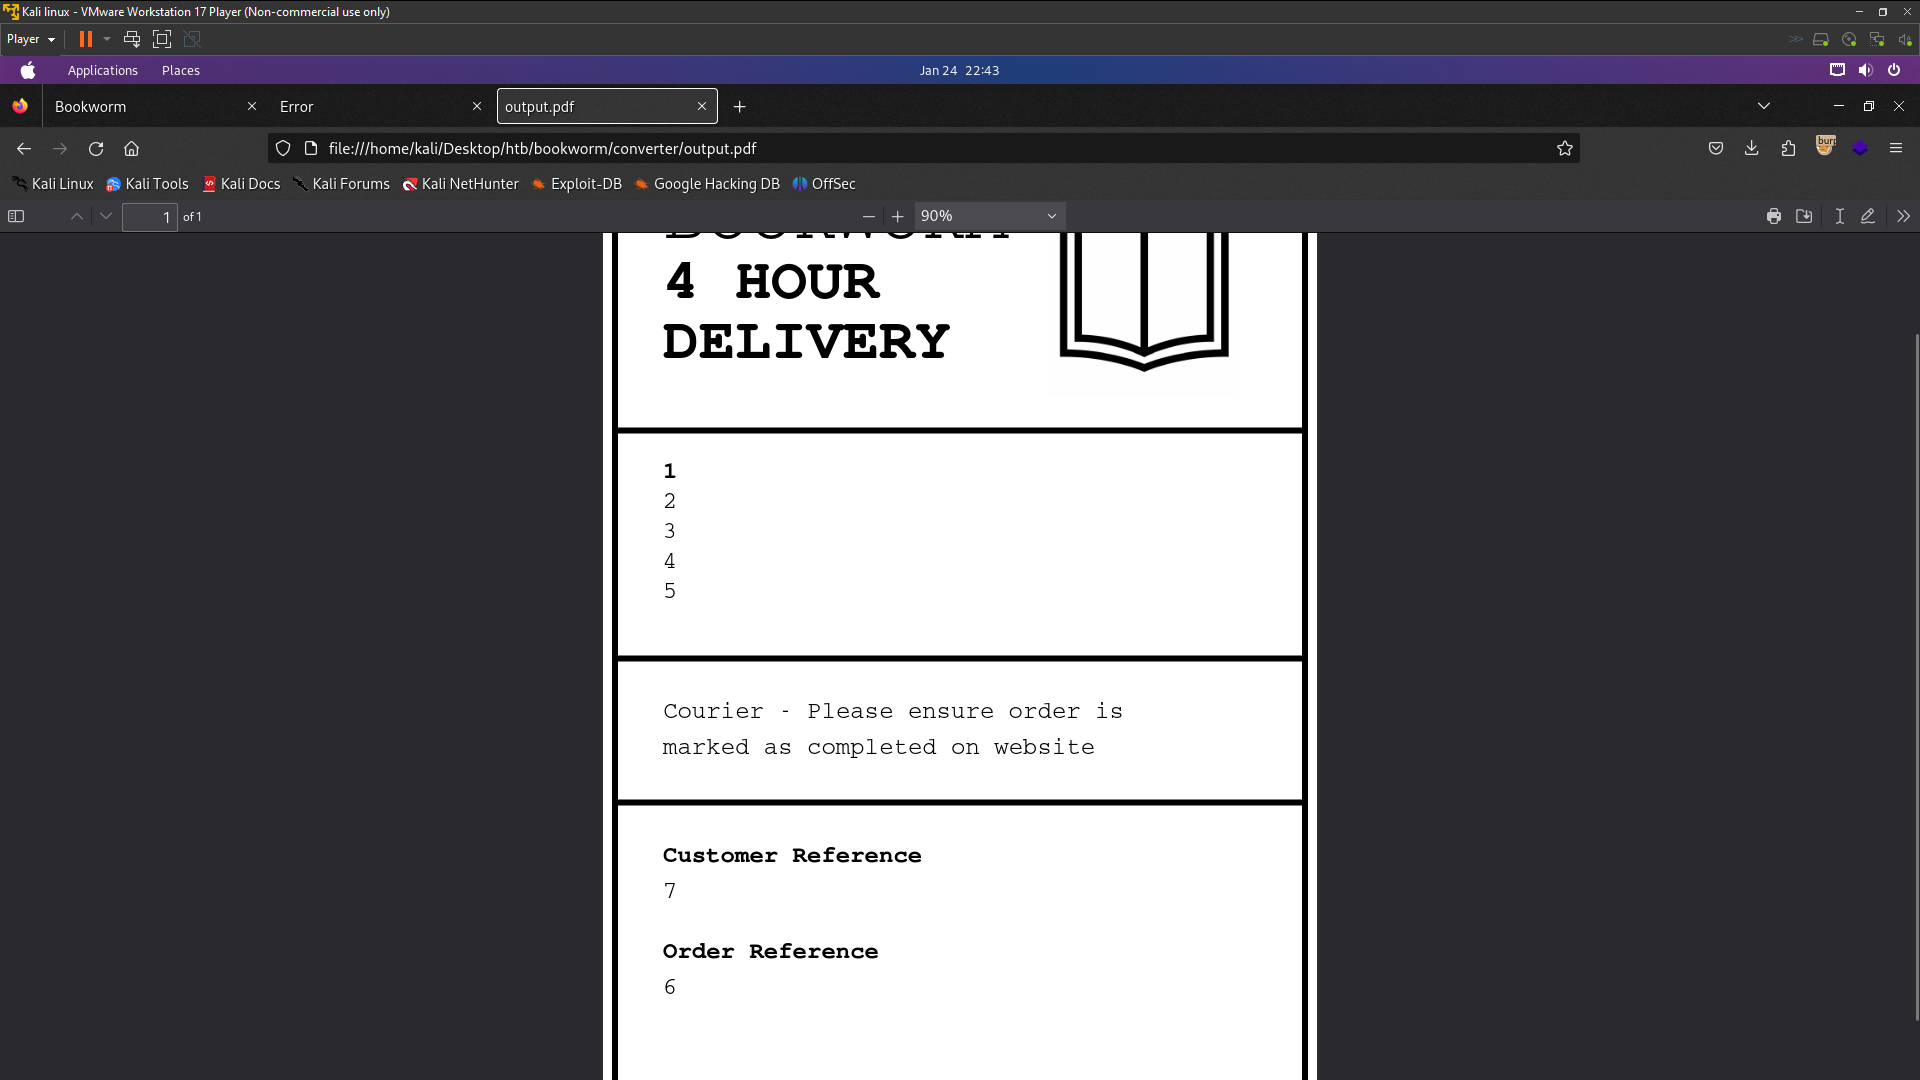 Kali linux - VMware Workstation 17 Player (Non-commercial use only)
Player
Applications Places Jan 24 22:43
Bookworm Error output.pdf
file:///home/kali/Desktop/htb/bookworm/converter/output.pdf
Kali Linux Kali Tools Kali Docs Kali Forums Kali NetHunter Exploit-DB Google Hacking DB OffSec
1 of 1 90%
BOOKWORM
4 HOUR
DELIVERY
1
2
3
4
5
Courier - Please ensure order is
marked as completed on website
Customer Reference
7
Order Reference
6